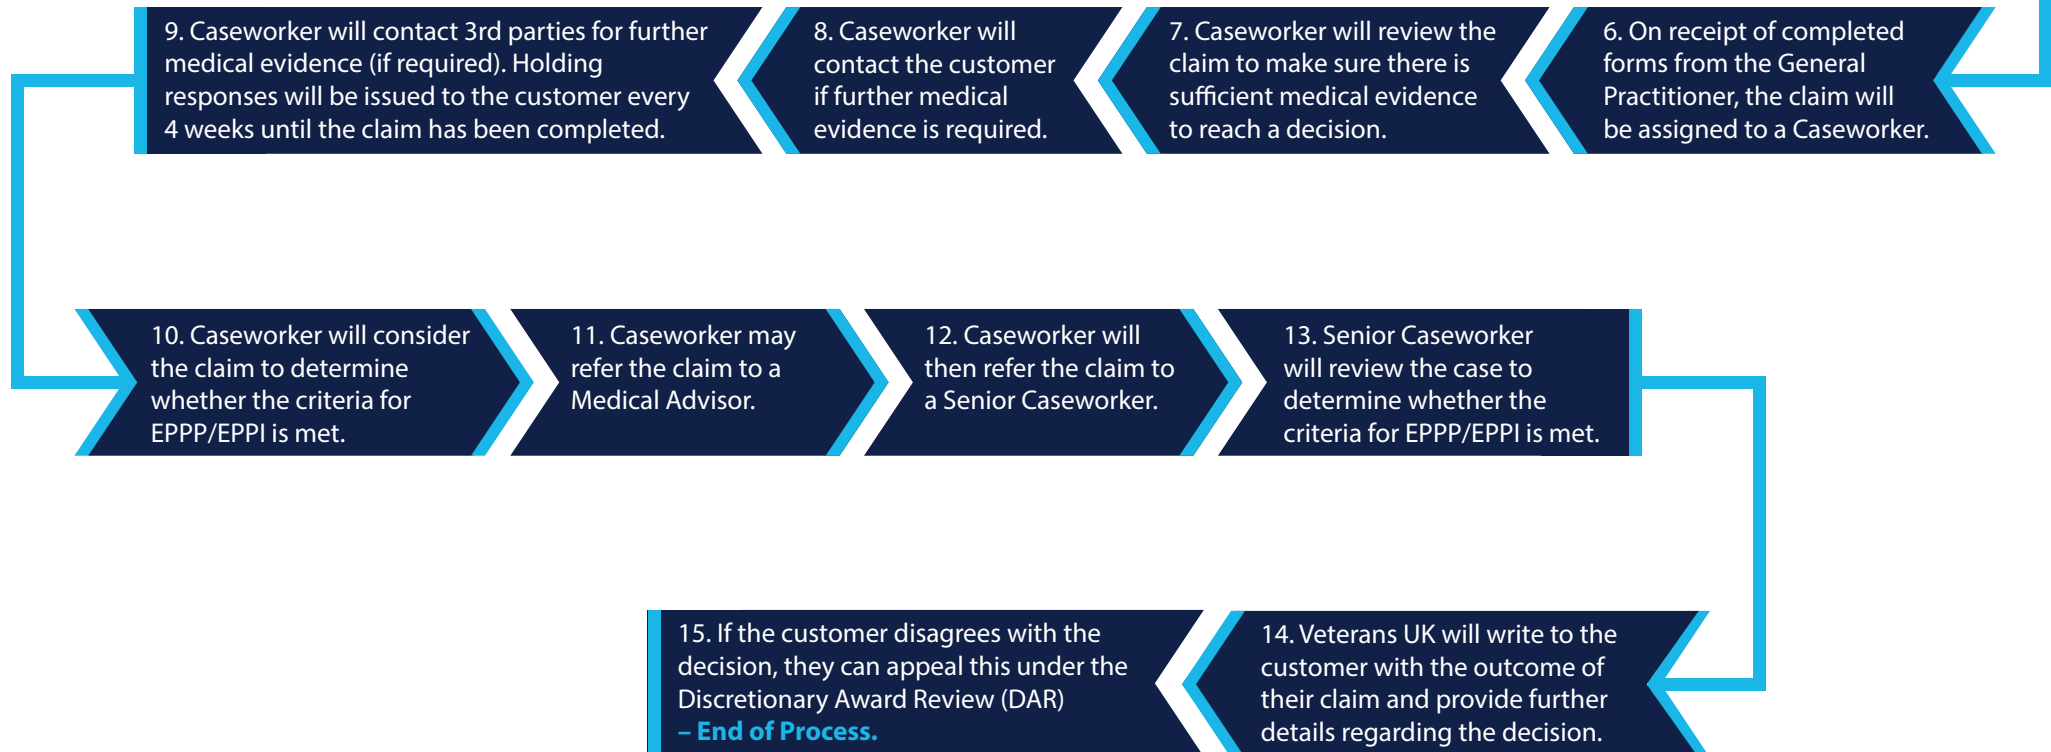 6. On receipt of completed
forms from the General
Practitioner, the claim will
be assigned to a Caseworker.
7. Caseworker will review the
claim to make sure there is
sufficient medical evidence
to reach a decision.
8. Caseworker will
contact the customer
if further medical
evidence is required.
9. Caseworker will contact 3rd parties for further
medical evidence (if required). Holding
responses will be issued to the customer every
4 weeks until the claim has been completed.
10. Caseworker will consider
the claim to determine
whether the criteria for
EPPP/EPPI is met.
11. Caseworker may
refer the claim to a
Medical Advisor.
12. Caseworker will
then refer the claim to
a Senior Caseworker.
13. Senior Caseworker
will review the case to
determine whether the
criteria for EPPP/EPPI is met.
14. Veterans UK will write to the
customer with the outcome of
their claim and provide further
details regarding the decision.
15. If the customer disagrees with the
decision, they can appeal this under the
Discretionary Award Review (DAR)
– End of Process.